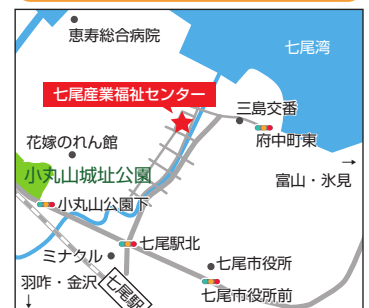 恵寿総合病院
七尾湾
七尾産業福祉センター
三島交番
府中町東
花嫁のれん館
→
富山・氷見
小丸山城址公園
小丸山公園下
七尾駅北
ミナクル
七尾市役所
羽咋・金沢
↓
七尾駅
七尾市役所前